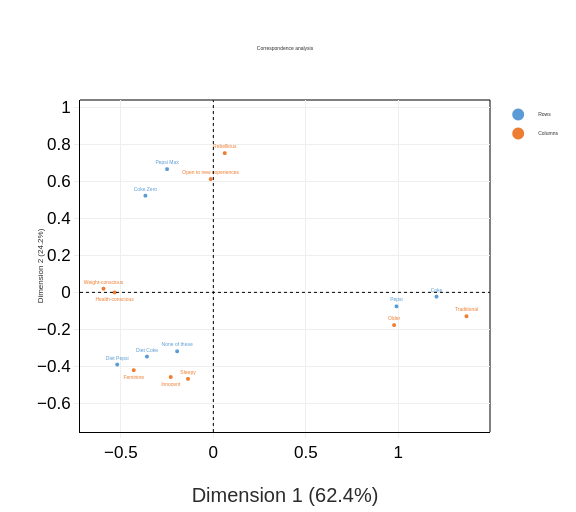 Correspondence analysis
Rows
Columns
1
0.8
0.6
0.4
0.2
0
−0.2
−0.4
−0.6
Dimension 2 (24.2%)
Rebellious
Pepsi Max
Open to new experiences
Coke Zero
Weight-conscious
Health-conscious
Coke
Pepsi
Traditional
Older
None of these
Diet Coke
Diet Pepsi
Feminine
Sleepy
Innocent
−0.5
0
0.5
1
Dimension 1 (62.4%)